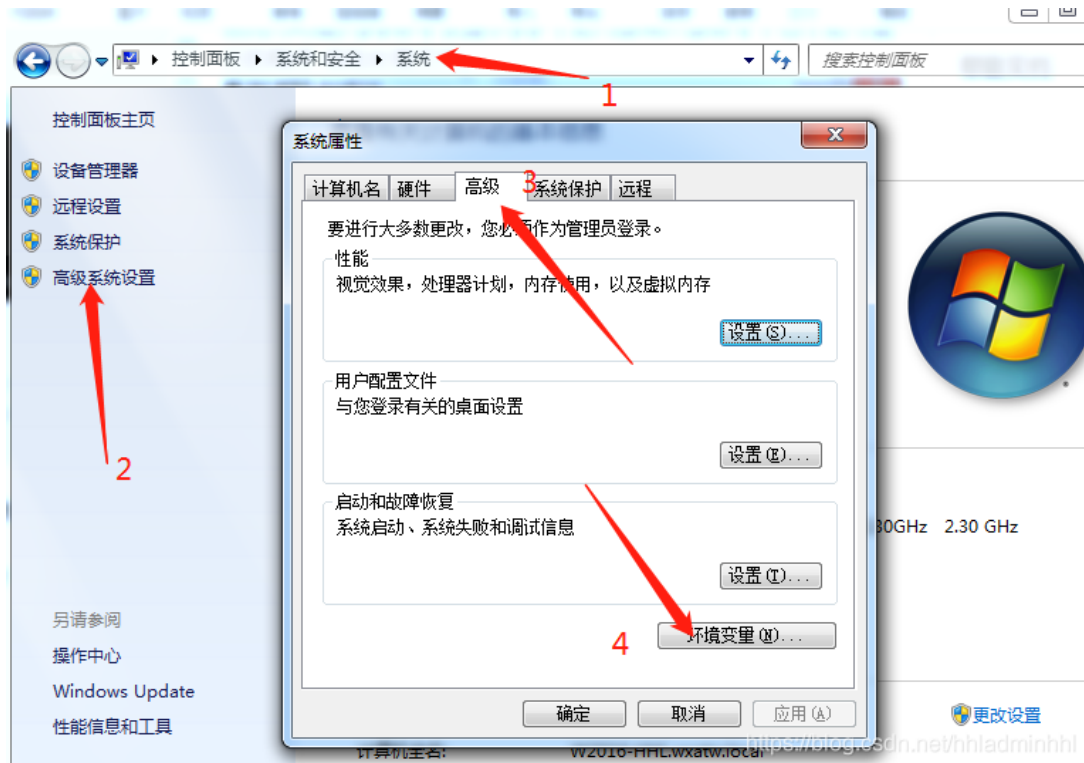 控制面板 系统和安全 系统
搜索控制面板
1
控制面板主页
设备管理器
远程设置
系统保护
高级系统设置
2
系统属性
计算机名 硬件 高级 系统保护 远程
3
要进行大多数更改，您必须作为管理员登录。
性能
视觉效果，处理器计划，内存使用，以及虚拟内存
设置(S)...
用户配置文件
与您登录有关的桌面设置
设置(E)...
启动和故障恢复
系统启动、系统失败和调试信息
设置(T)...
环境变量(N)...
4
确定 取消 应用(A)
30GHz 2.30 GHz
另请参阅
操作中心
Windows Update
性能信息和工具
更改设置
计算机全名: W2016-HHL.wxatw.local
https://blog.csdn.net/hhladminhhl